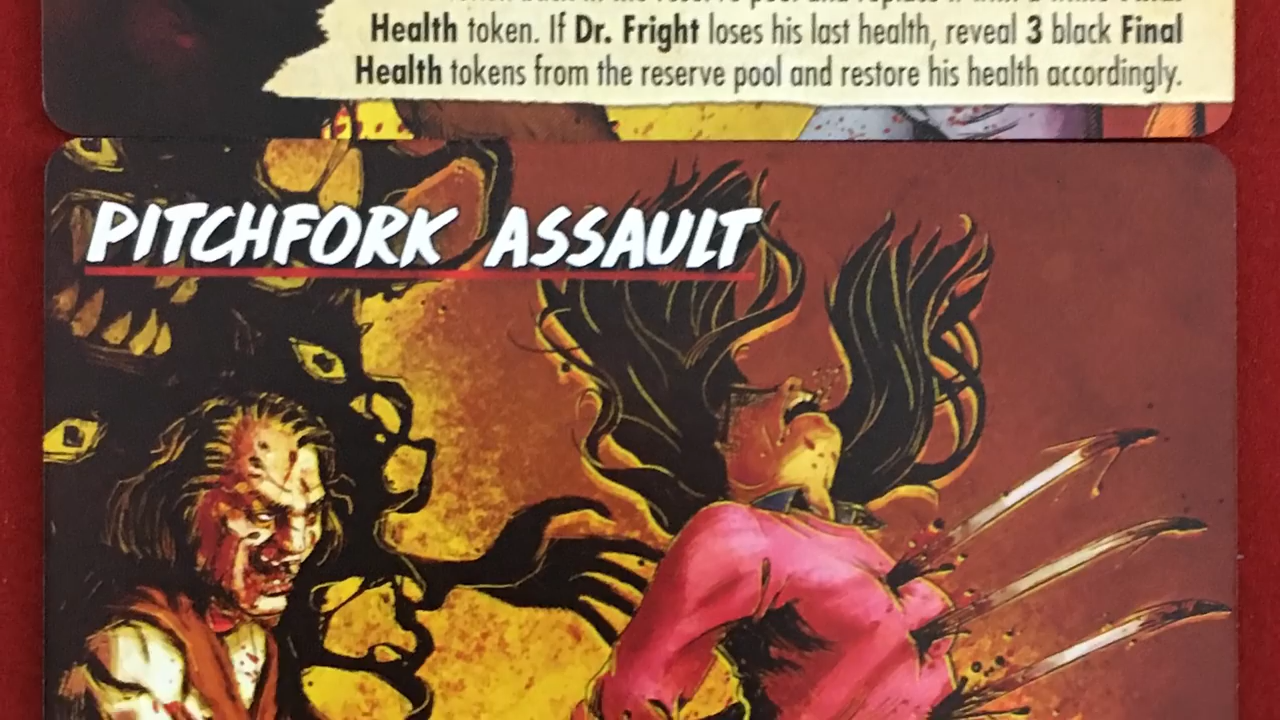 Health token. If Dr. Fright loses his last health, reveal 3 black Final
Health tokens from the reserve pool and restore his health accordingly.
PITCHFORK ASSAULT